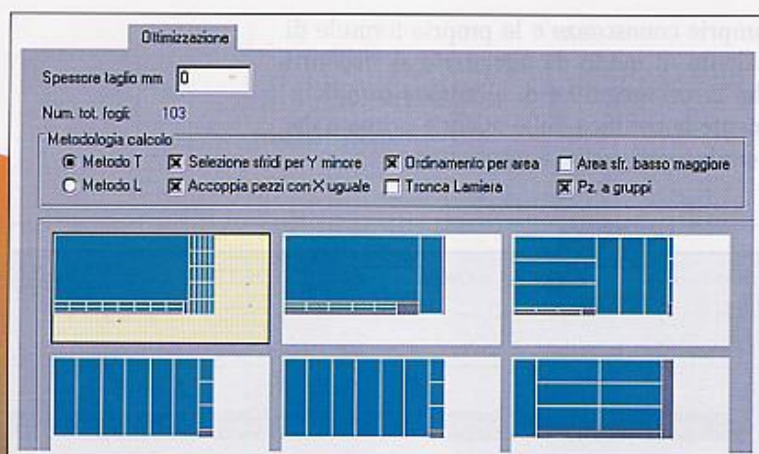 Ottimizzazione
Spessore taglio mm 0
Num. tot. fogli: 103
Metodologia calcolo
Metodo T Selezione sfridi per Y minore Ordinamento per area Area sfr. basso maggiore
Metodo L Accoppia pezzi con X uguale Tronca Lamiera Pz. a gruppi